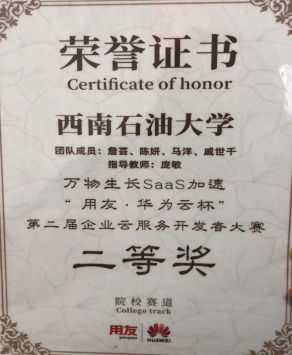 荣誉证书
Certificate of honor
西南石油大学
团队成员：詹芸、陈妍、马洋、戚世千
指导教师：庞敏
万物生长SaaS加速
“用友·华为云杯”
第二届企业云服务开发者大赛
二等奖
院校赛道
College track
用友
yonyou
HUAWEI